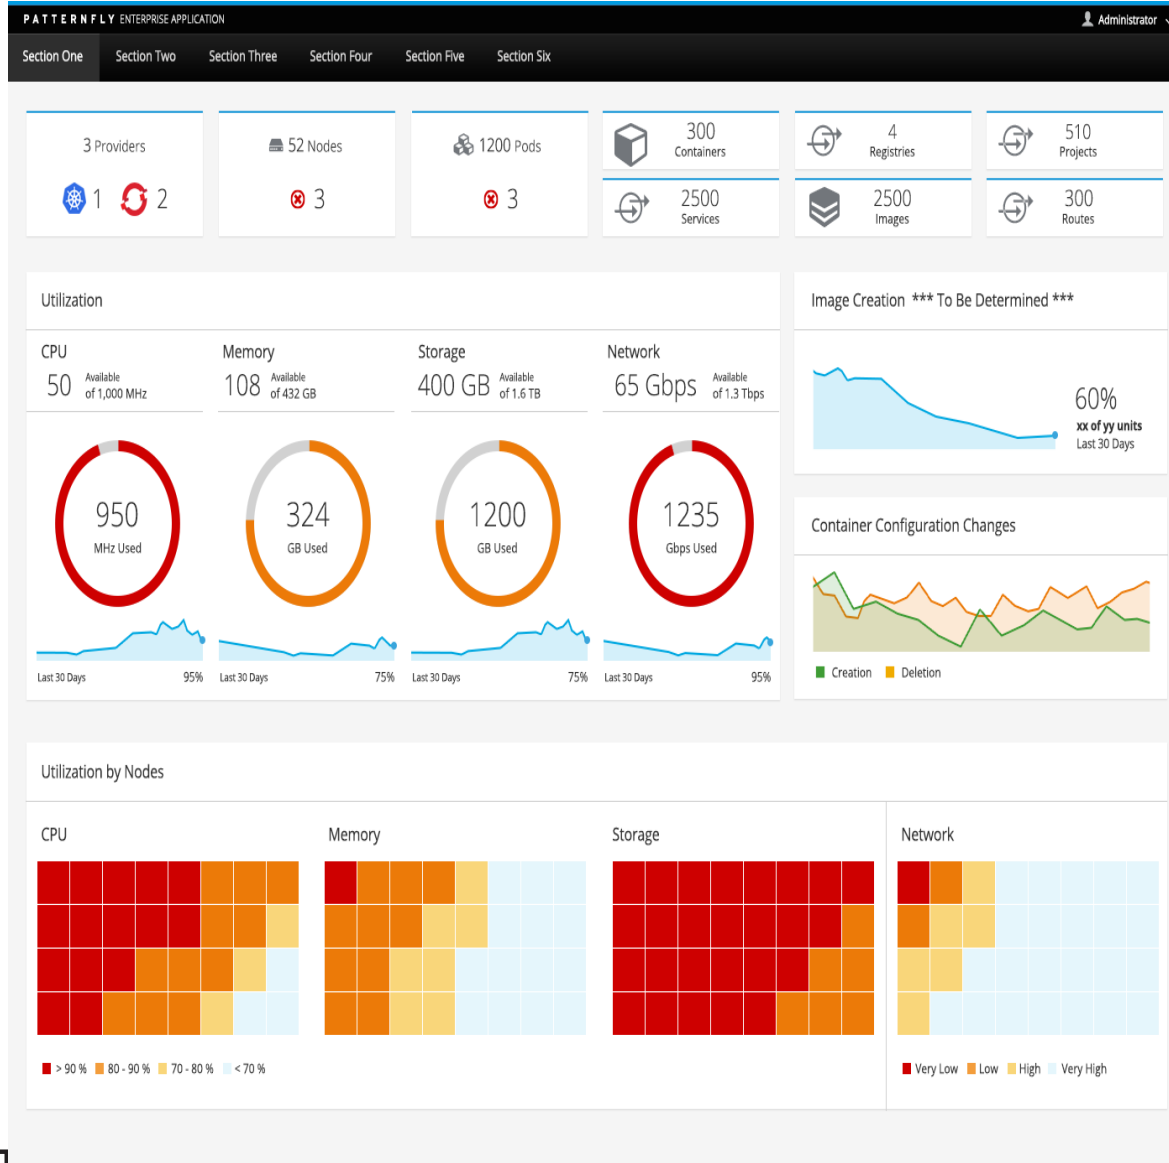 PATTERNFLY ENTERPRISE APPLICATION
Administrator
Section One Section Two Section Three Section Four Section Five Section Six
3 Providers
1 2
52 Nodes
3
1200 Pods
3
300
Containers
4
Registries
510
Projects
2500
Services
2500
Images
300
Routes
Utilization
CPU
50 Available
of 1,000 MHz
950
MHz Used
Last 30 Days 95%
Memory
108 Available
of 432 GB
324
GB Used
Last 30 Days 75%
Storage
400 GB Available
of 1.6 TB
1200
GB Used
Last 30 Days 75%
Network
65 Gbps Available
of 1.3 Tbps
1235
Gbps Used
Last 30 Days 95%
Image Creation *** To Be Determined ***
60%
xx of yy units
Last 30 Days
Container Configuration Changes
Creation Deletion
Utilization by Nodes
CPU Memory Storage Network
> 90 % 80 - 90 % 70 - 80 % < 70 %
Very Low Low High Very High